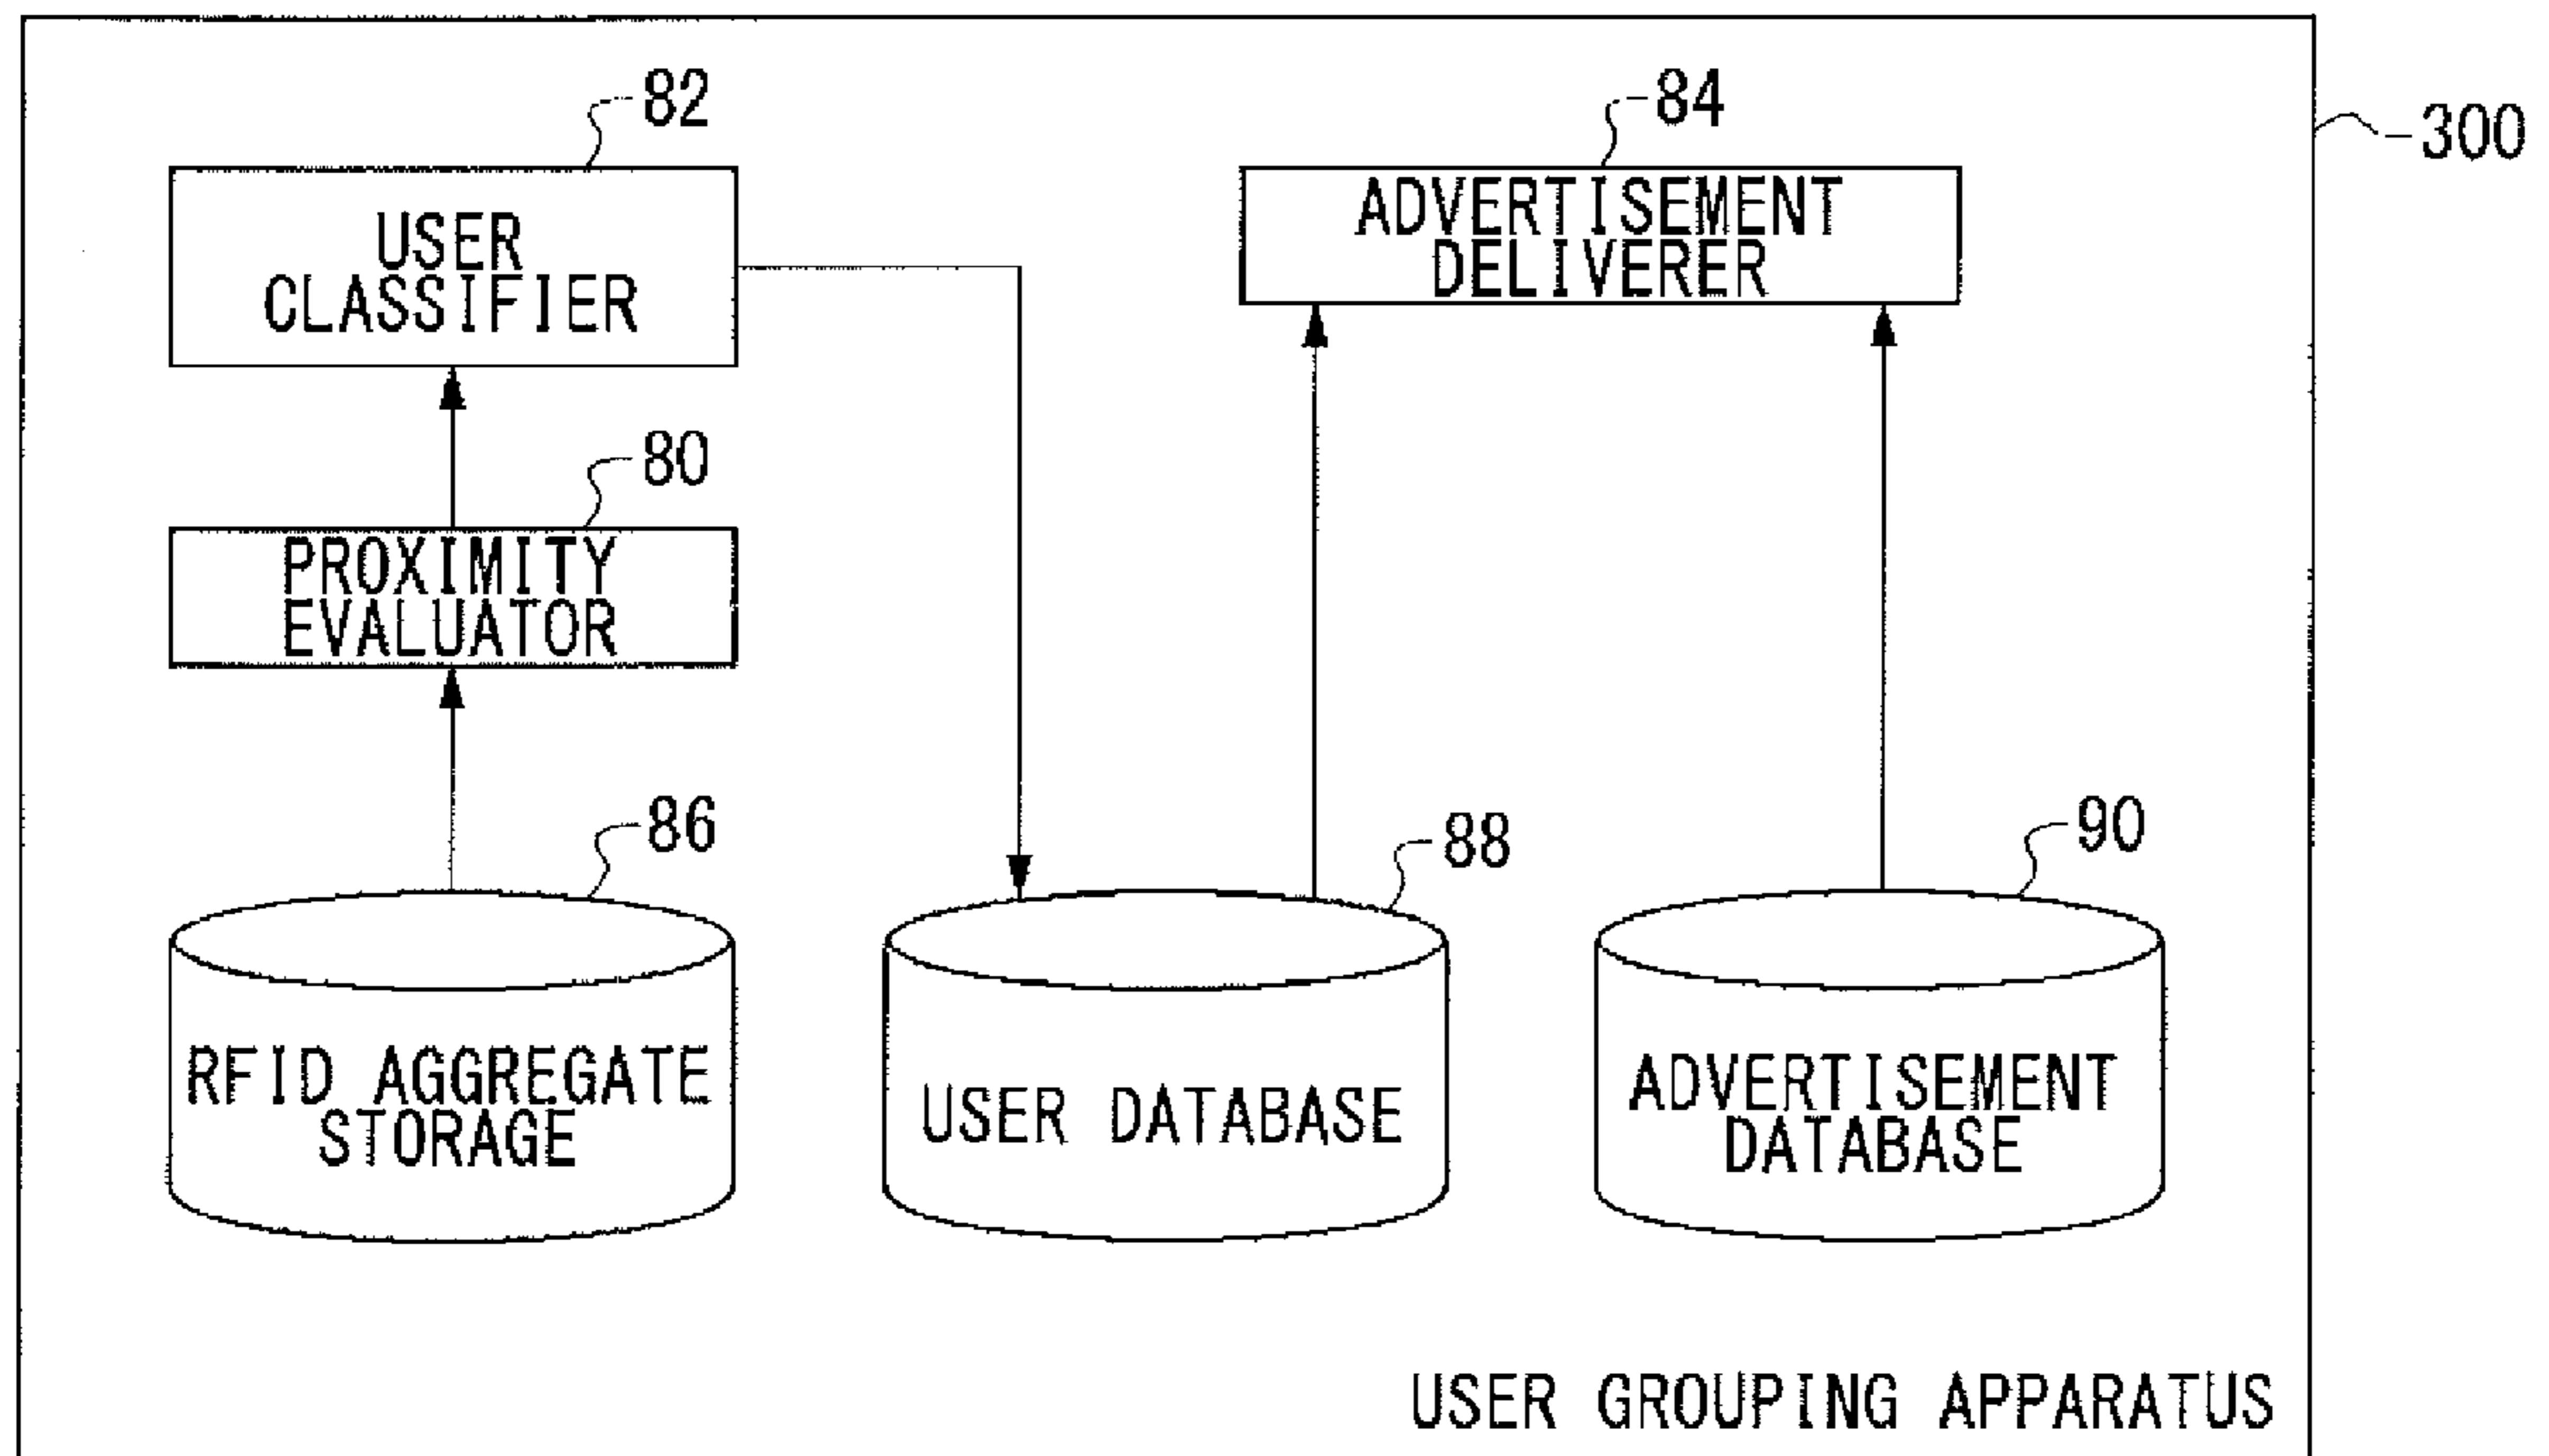 82
84
300
USER
CLASSIFIER
ADVERTISEMENT
DELIVERER
80
PROXIMITY
EVALUATOR
86
88
90
RFID AGGREGATE
STORAGE
USER DATABASE
ADVERTISEMENT
DATABASE
USER GROUPING APPARATUS